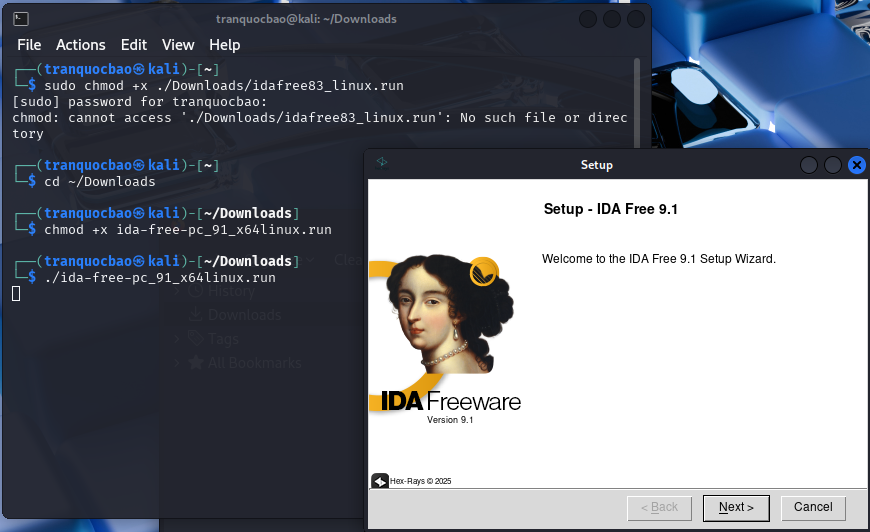 tranquocbao@kali: ~/Downloads
File Actions Edit View Help
┌──(tranquocbao㉿kali)-[~]
└─$ sudo chmod +x ./Downloads/idafree83_linux.run
[sudo] password for tranquocbao:
chmod: cannot access './Downloads/idafree83_linux.run': No such file or direc
tory
┌──(tranquocbao㉿kali)-[~]
└─$ cd ~/Downloads
┌──(tranquocbao㉿kali)-[~/Downloads]
└─$ chmod +x ida-free-pc_91_x64linux.run
┌──(tranquocbao㉿kali)-[~/Downloads]
└─$ ./ida-free-pc_91_x64linux.run
History
Downloads
Tags
All Bookmarks
Setup
Setup - IDA Free 9.1
Welcome to the IDA Free 9.1 Setup Wizard.
IDA Freeware
Version 9.1
Hex-Rays © 2025
< Back
Next >
Cancel